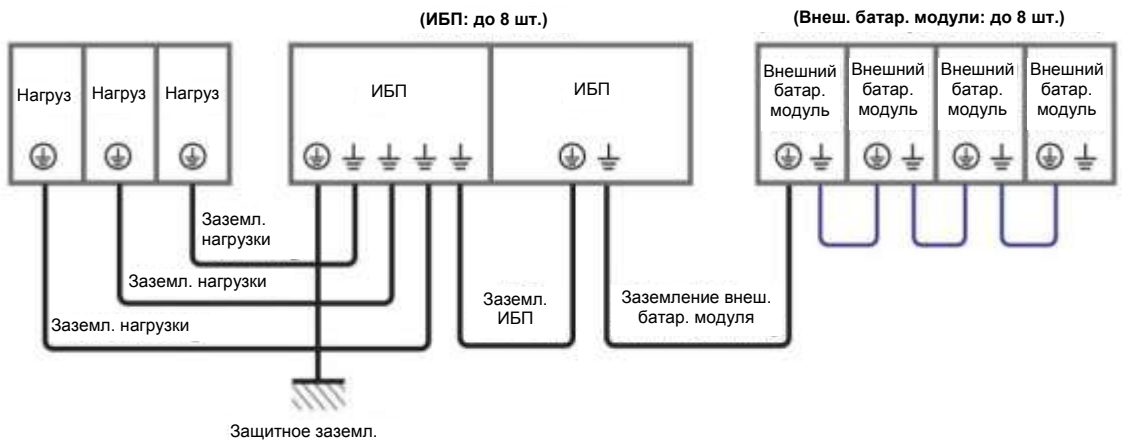 (ИБП: до 8 шт.)
(Внеш. батар. модули: до 8 шт.)
Нагруз
Нагруз
Нагруз
ИБП
ИБП
Внешний
батар.
модуль
Внешний
батар.
модуль
Внешний
батар.
модуль
Внешний
батар.
модуль
Заземл.
нагрузки
Заземл. нагрузки
Заземл. нагрузки
Заземл.
ИБП
Заземление внеш.
батар. модуля
Защитное заземл.